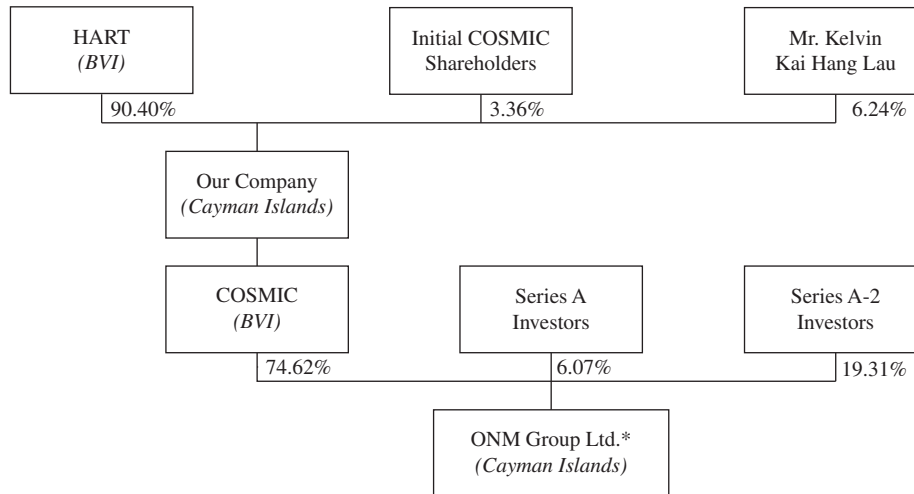 HART
(BVI)
Initial COSMIC
Shareholders
Mr. Kelvin
Kai Hang Lau
90.40%
3.36%
6.24%
Our Company
(Cayman Islands)
COSMIC
(BVI)
Series A
Investors
Series A-2
Investors
74.62%
6.07%
19.31%
ONM Group Ltd.*
(Cayman Islands)